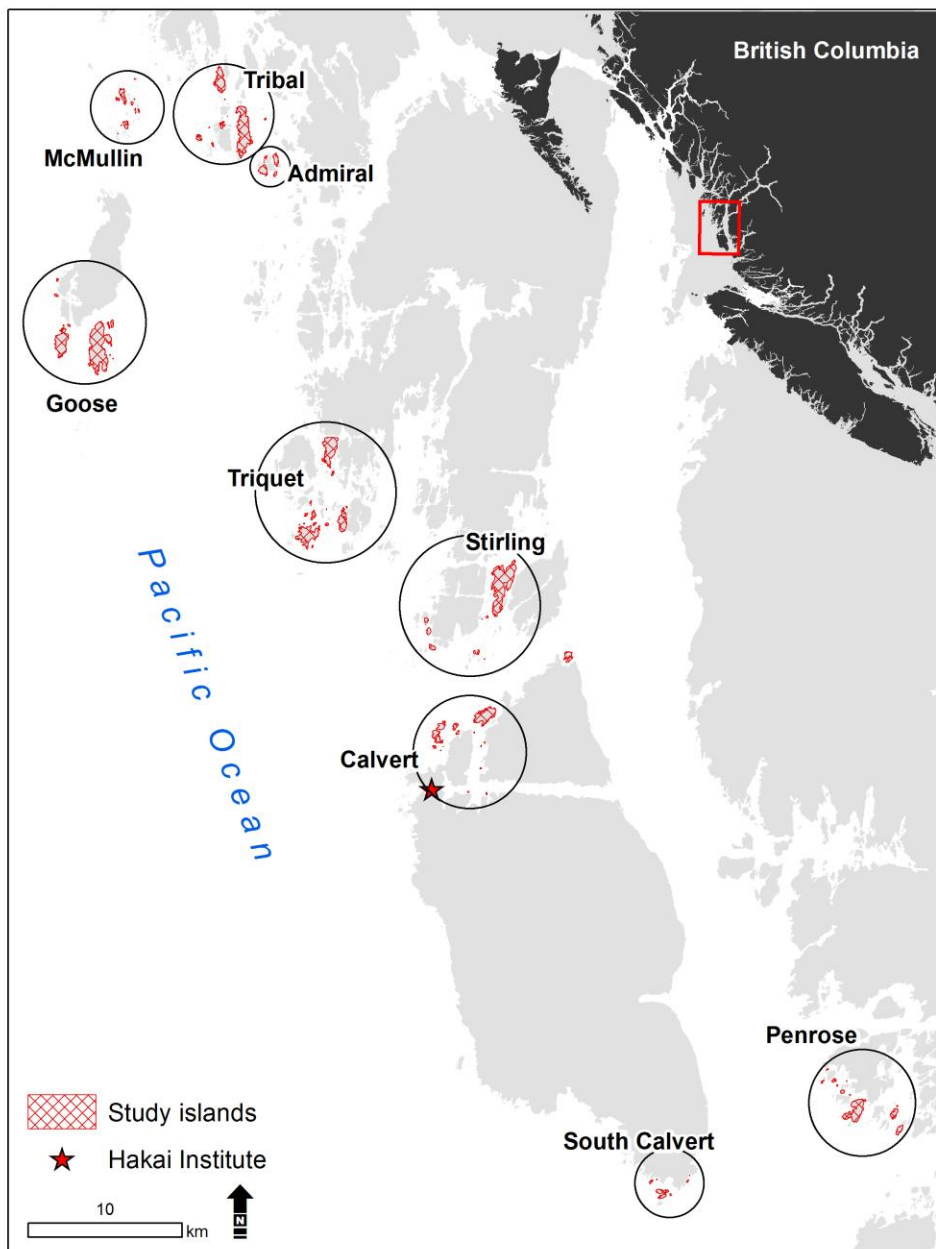 British Columbia
Tribal
McMullin
Admiral
Goose
Triquet
Stirling
Pacific Ocean
Calvert
Penrose
South Calvert
Study islands
Hakai Institute
10
km
N